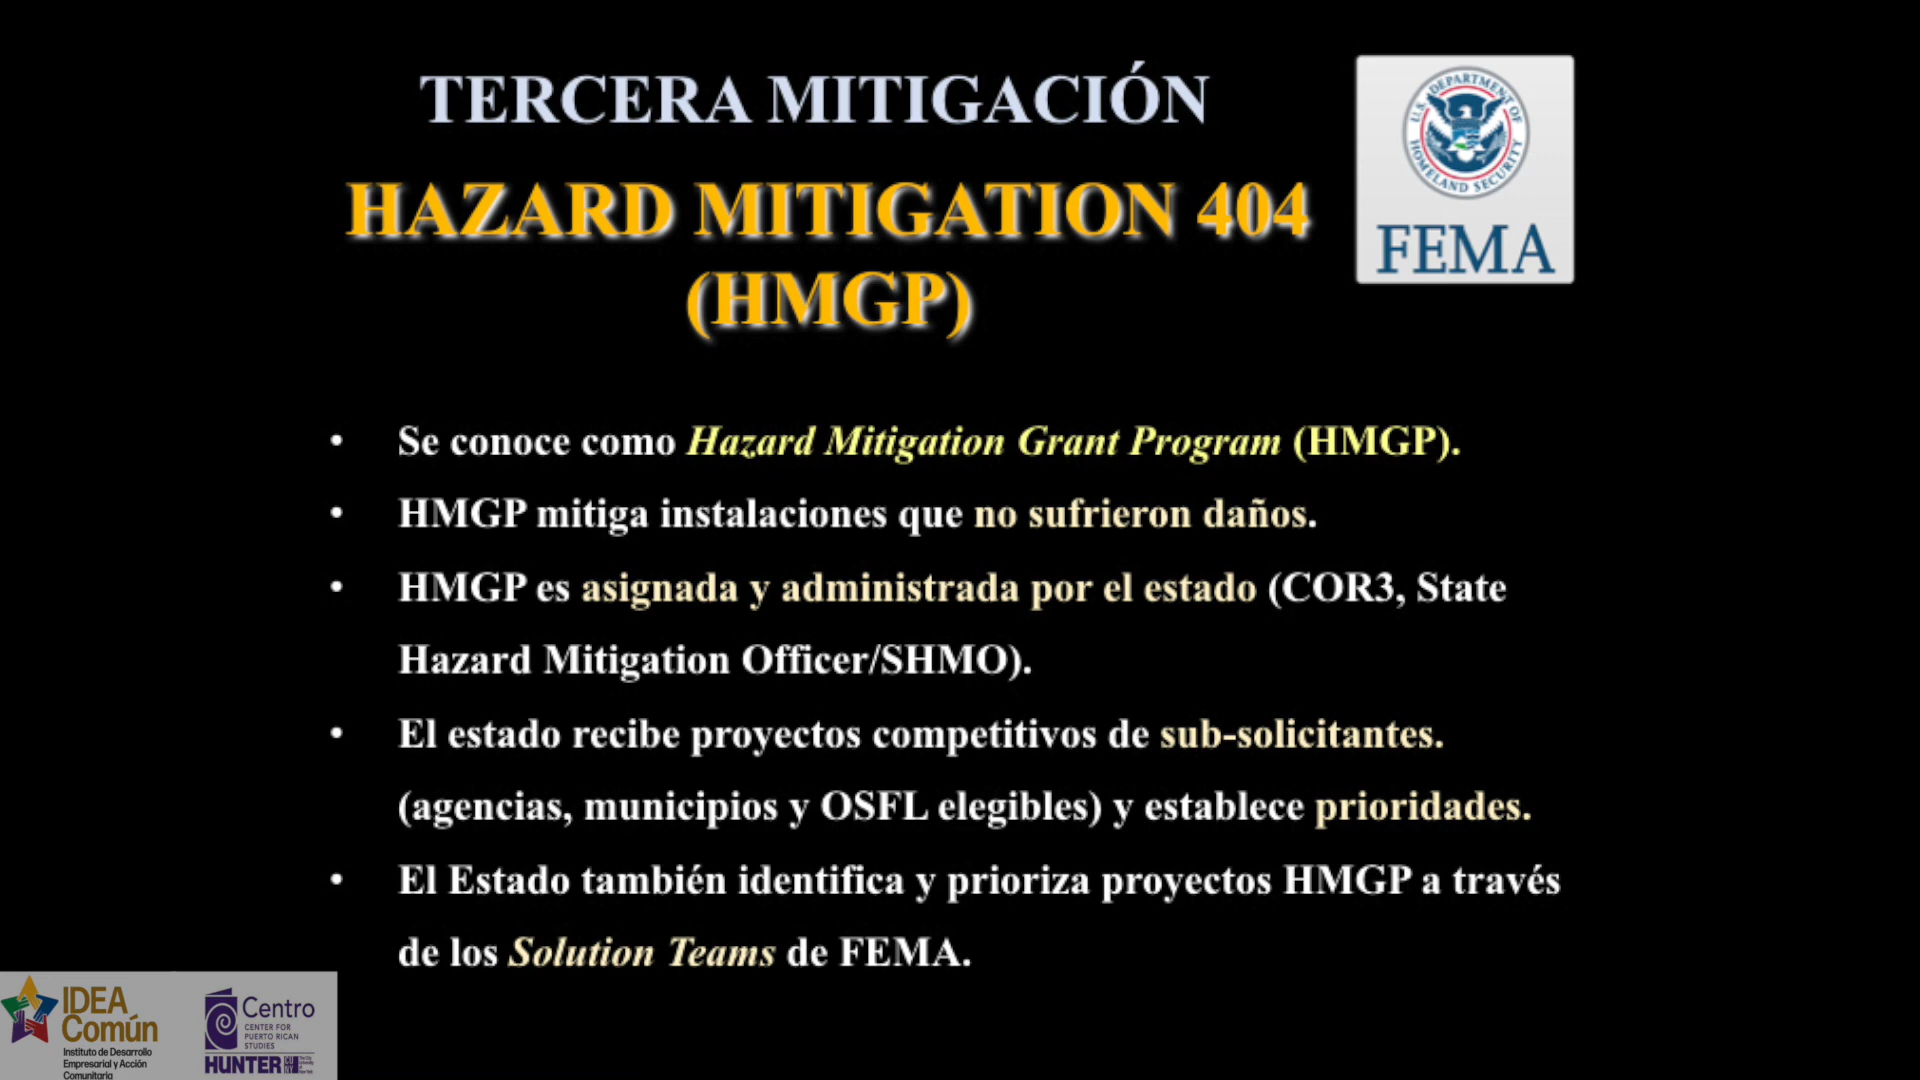 TERCERA MITIGACIÓN
HAZARD MITIGATION 404
(HMGP)
U.S. DEPARTMENT OF HOMELAND SECURITY
FEMA
• Se conoce como Hazard Mitigation Grant Program (HMGP).
• HMGP mitiga instalaciones que no sufrieron daños.
• HMGP es asignada y administrada por el estado (COR3, State
Hazard Mitigation Officer/SHMO).
• El estado recibe proyectos competitivos de sub-solicitantes.
(agencias, municipios y OSFL elegibles) y establece prioridades.
• El Estado también identifica y prioriza proyectos HMGP a través
de los Solution Teams de FEMA.
IDEA
Común
Instituto de Desarrollo
Empresarial y Acción
Comunitaria
Centro
CENTER FOR
PUERTO RICAN
STUDIES
HUNTER